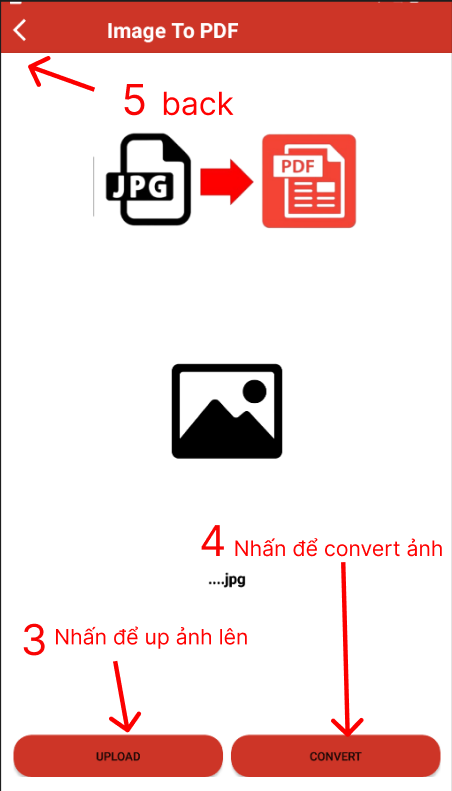 Image To PDF
5 back
JPG
PDF
4 Nhấn để convert ảnh
....jpg
3 Nhấn để up ảnh lên
UPLOAD
CONVERT